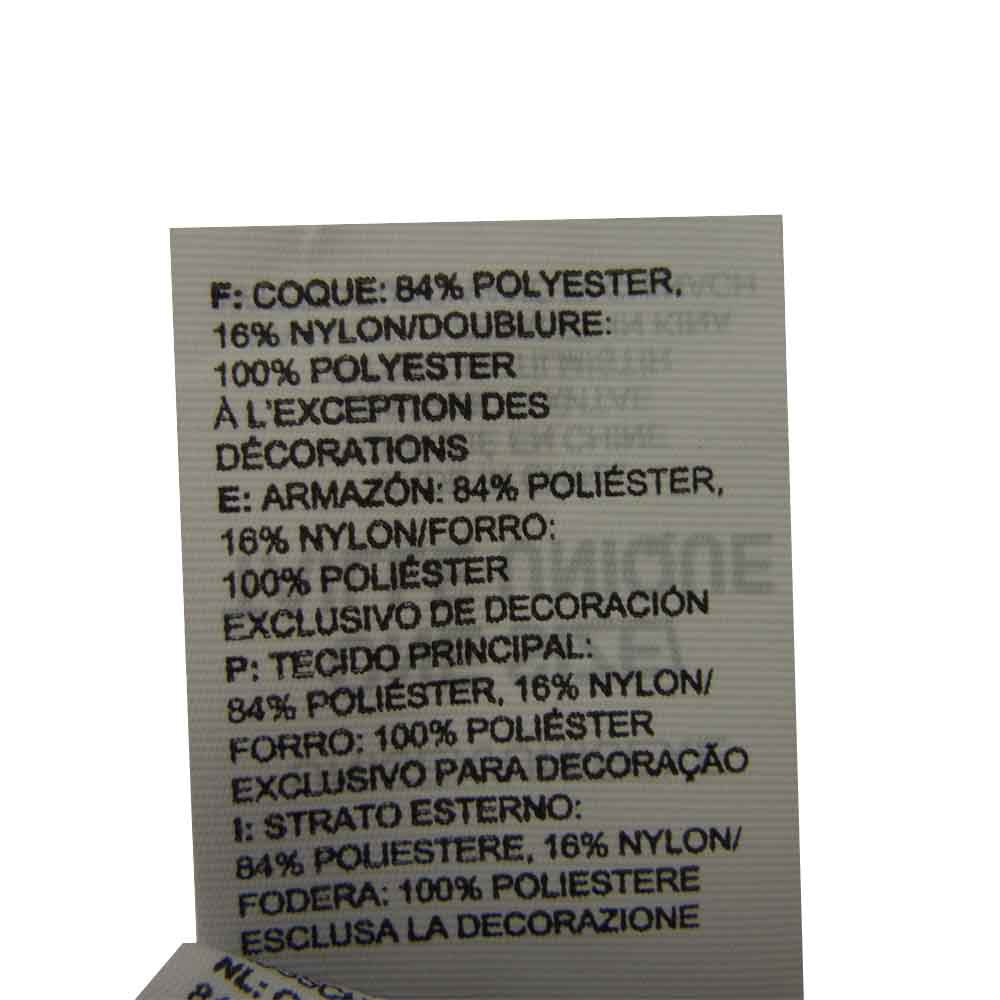 F: COQUE: 84% POLYESTER,
16% NYLON/DOUBLURE:
100% POLYESTER
À L'EXCEPTION DES
DÉCORATIONS
E: ARMAZÓN: 84% POLIÉSTER,
16% NYLON/FORRO:
100% POLIÉSTER
EXCLUSIVO DE DECORACIÓN
P: TECIDO PRINCIPAL:
84% POLIÉSTER, 16% NYLON/
FORRO: 100% POLIÉSTER
EXCLUSIVO PARA DECORAÇÃO
I: STRATO ESTERNO:
84% POLIESTERE, 16% NYLON/
FODERA: 100% POLIESTERE
ESCLUSA LA DECORAZIONE
NL: